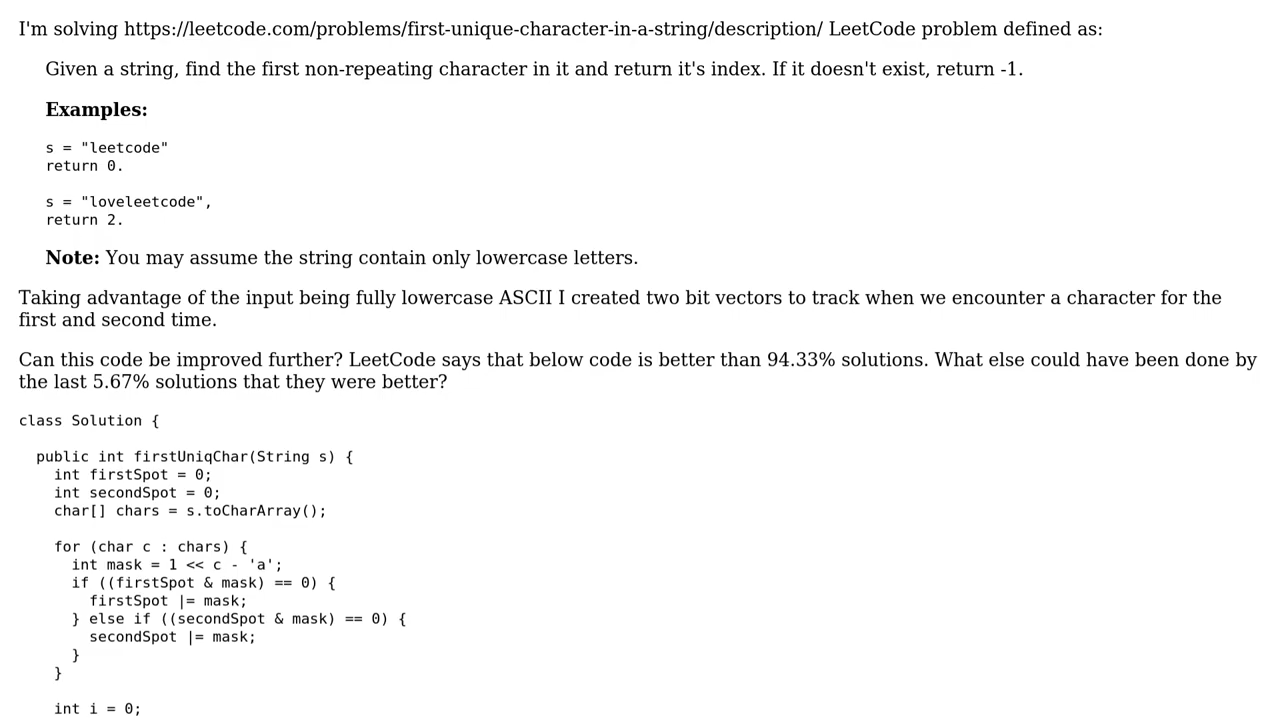 I'm solving https://leetcode.com/problems/first-unique-character-in-a-string/description/ LeetCode problem defined as:
Given a string, find the first non-repeating character in it and return it's index. If it doesn't exist, return -1.
Examples:
s = "leetcode"
return 0.
s = "loveleetcode",
return 2.
Note: You may assume the string contain only lowercase letters.
Taking advantage of the input being fully lowercase ASCII I created two bit vectors to track when we encounter a character for the
first and second time.
Can this code be improved further? LeetCode says that below code is better than 94.33% solutions. What else could have been done by
the last 5.67% solutions that they were better?
class Solution {
  public int firstUniqChar(String s) {
    int firstSpot = 0;
    int secondSpot = 0;
    char[] chars = s.toCharArray();
    for (char c : chars) {
      int mask = 1 << c - 'a';
      if ((firstSpot & mask) == 0) {
        firstSpot |= mask;
      } else if ((secondSpot & mask) == 0) {
        secondSpot |= mask;
      }
    }
    int i = 0;